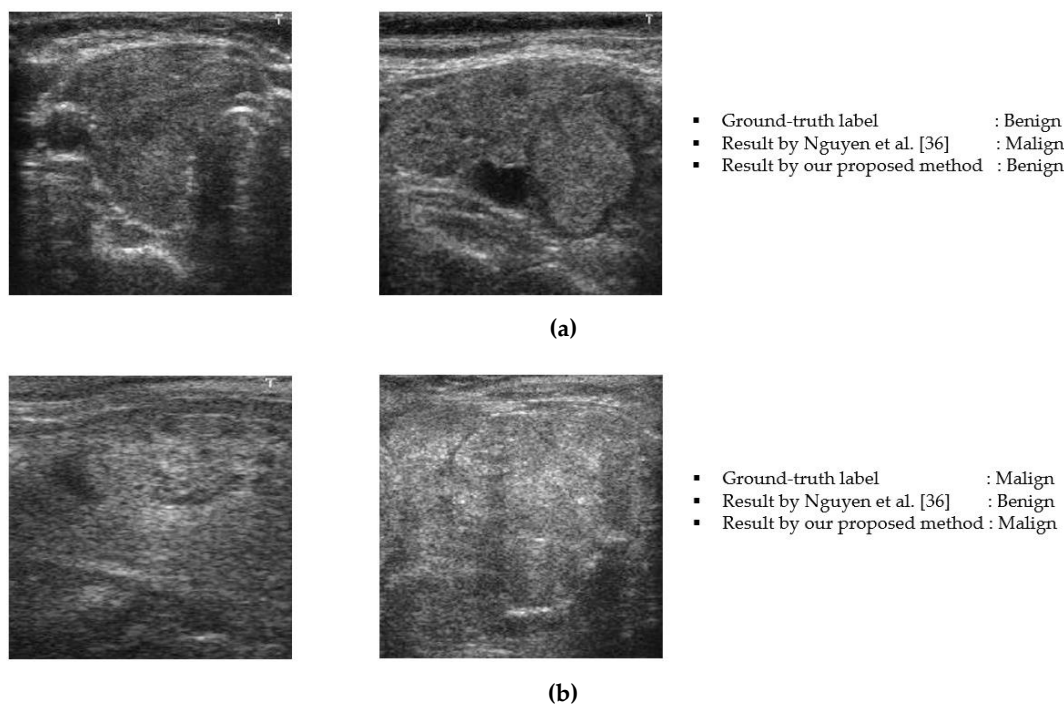 ▪ Ground-truth label : Benign
▪ Result by Nguyen et al. [36] : Malign
▪ Result by our proposed method : Benign
(a)
▪ Ground-truth label : Malign
▪ Result by Nguyen et al. [36] : Benign
▪ Result by our proposed method : Malign
(b)